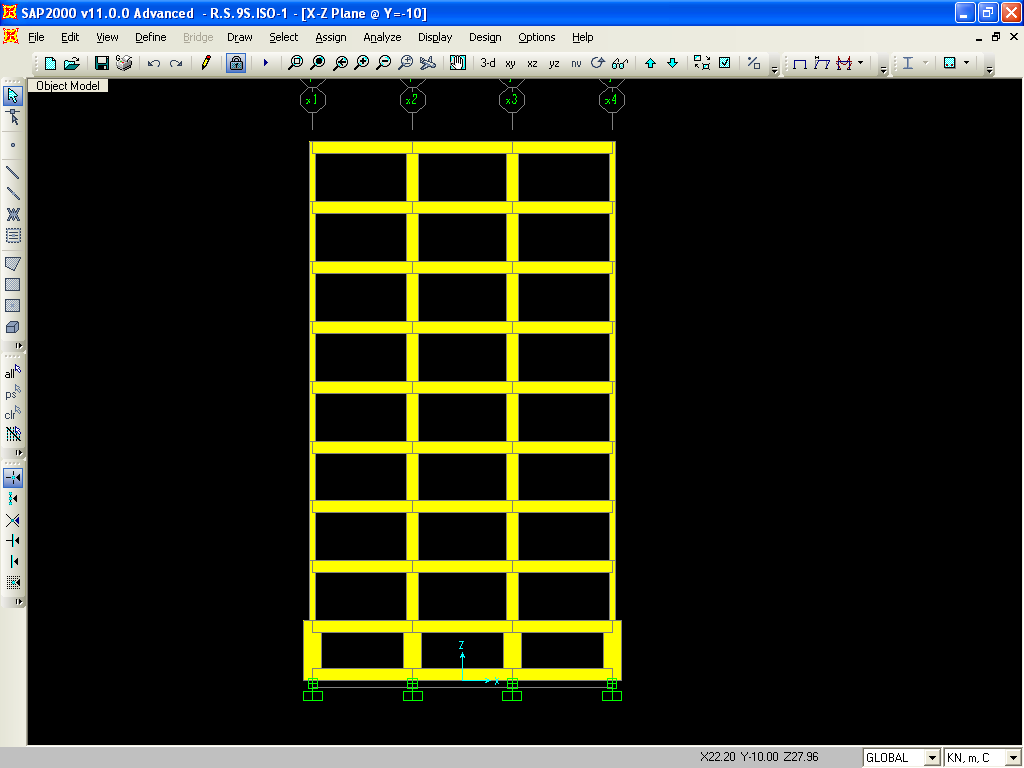 SAP2000 v11.0.0 Advanced - R.S.9S.ISO-1 - [X-Z Plane @ Y=-10]
File Edit View Define Bridge Draw Select Assign Analyze Display Design Options Help
3-d xy xz yz nv
Object Model
x1 x2 x3 x4
all
ps
clr
Z
X
X22.20 Y-10.00 Z27.96 GLOBAL KN, m, C